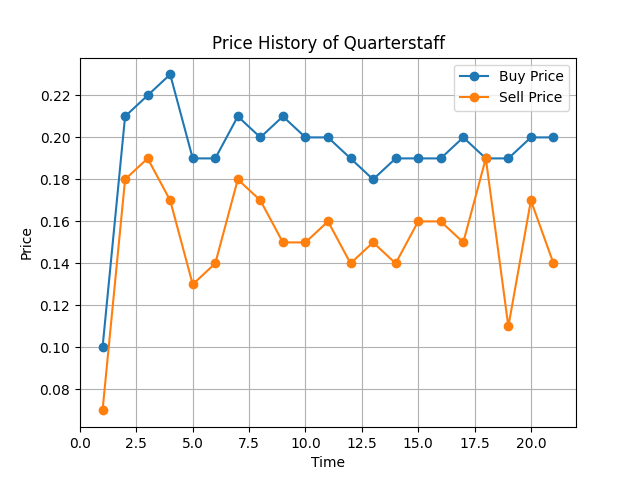 Price History of Quarterstaff
Buy Price
Sell Price
0.22
0.20
0.18
0.16
0.14
0.12
0.10
0.08
Price
0.0 2.5 5.0 7.5 10.0 12.5 15.0 17.5 20.0
Time